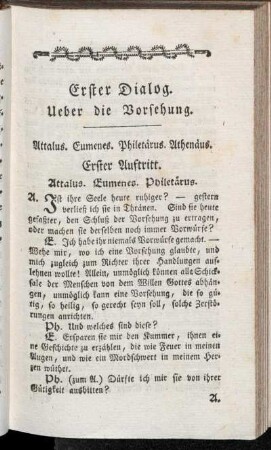 Erster Dialog.
Ueber die Vorsehung.
Attalus. Eumenes. Philetärus. Athenäus.
Erster Auftritt.
Attalus. Eumenes. Philetärus.
A. Ist ihre Seele heute ruhiger? — gestern
verließ ich sie in Thränen. Sind sie heute
gefaßter, den Schluß der Vorsehung zu ertragen,
oder machen sie derselben noch immer Vorwürfe?
E. Ich habe ihr niemals Vorwürfe gemacht. —
Wehe mir, wo ich eine Vorsehung glaubte, und
mich zugleich zum Richter ihrer Handlungen auf-
lehnen wollte! Allein, unmöglich können alle Schick-
sale der Menschen von dem Willen Gottes abhän-
gen, unmöglich kann eine Vorsehung, die so gü-
tig, so heilig, so gerecht seyn soll, solche Zerstö-
rungen anrichten.
Ph. Und welches sind diese?
E. Ersparen sie mir den Kummer, ihnen ei-
ne Geschichte zu erzählen, die wie Feuer in meinen
Augen, und wie ein Mordschwert in meinem Her-
zen wüthet.
Ph. (zum A.) Dürfte ich mir sie von ihrer
Gütigkeit ausbitten?
A.